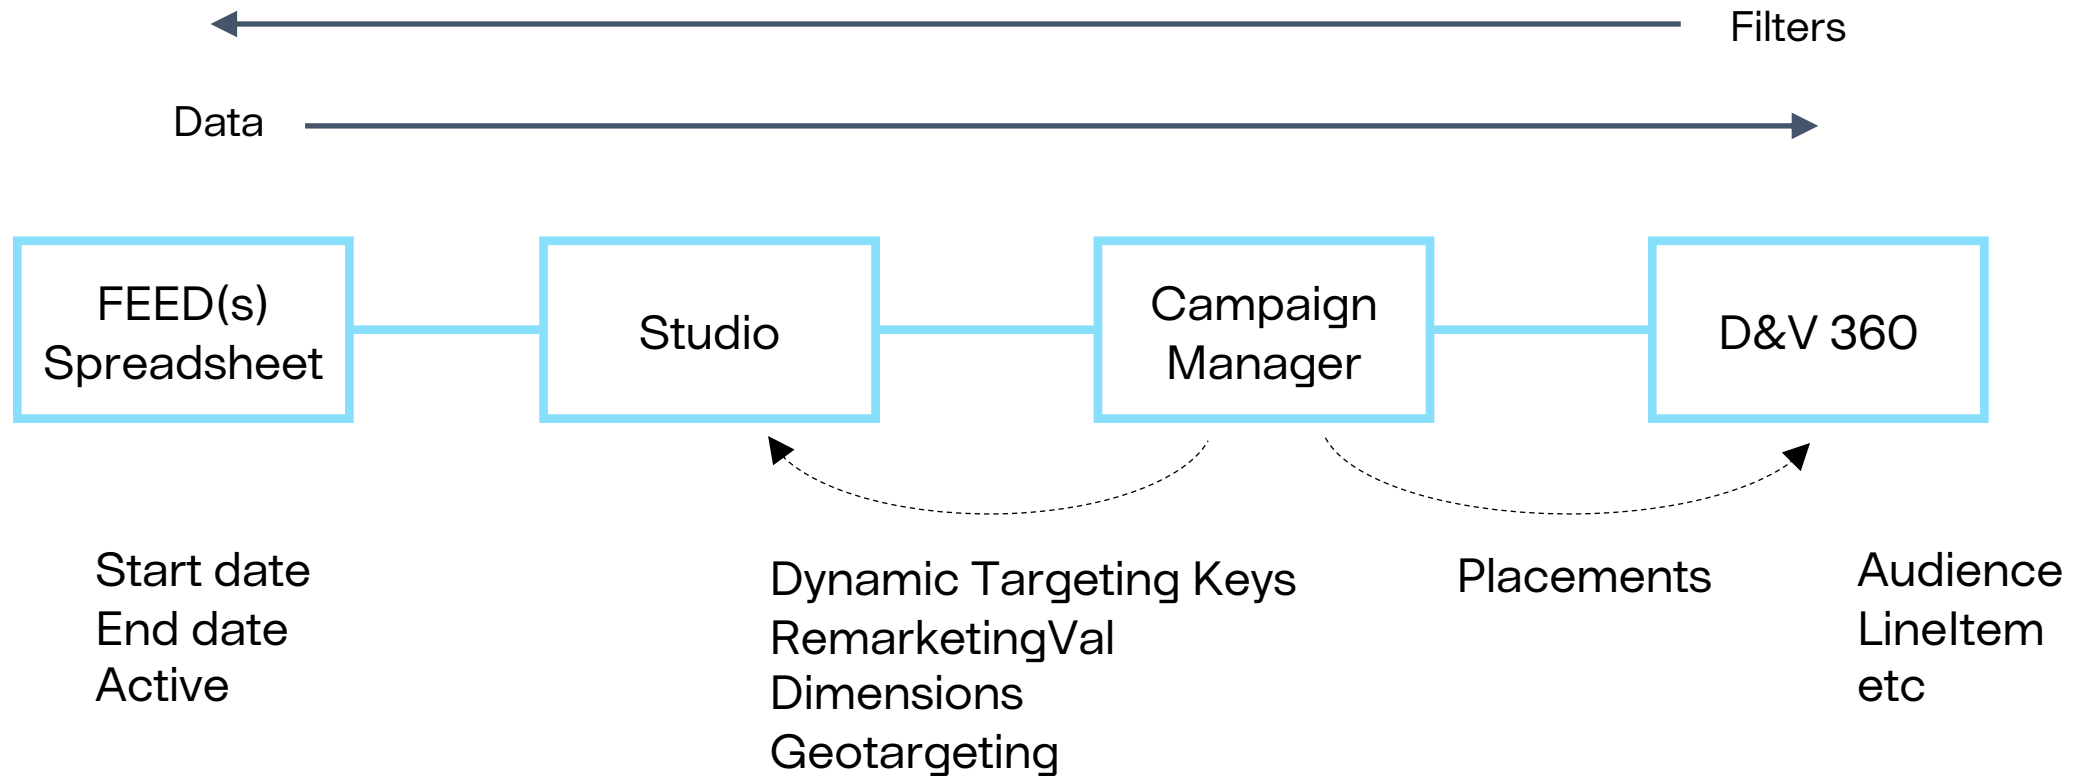 Filters
Data
FEED(s)
Spreadsheet
Studio
Campaign
Manager
D&V 360
Start date
End date
Active
Dynamic Targeting Keys
RemarketingVal
Dimensions
Geotargeting
Placements
Audience
LineItem
etc